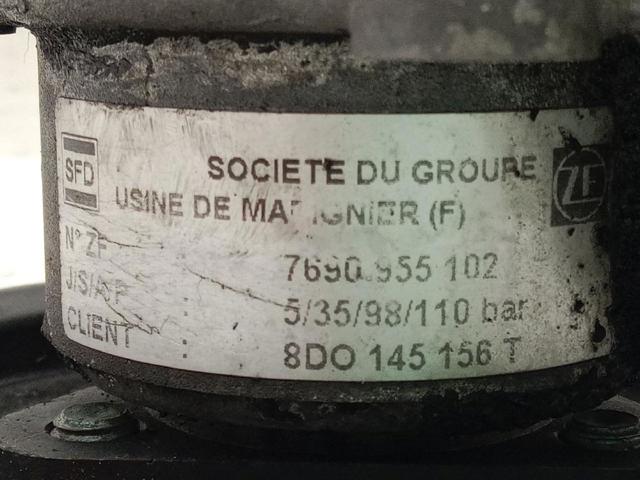 SFD
SOCIETE DU GROUPE ZF
USINE DE MARIGNIER (F)
N° ZF : 7690 955 102
J/S/A/P : 5/35/98/110 bar
CLIENT : 8DO 145 156 T